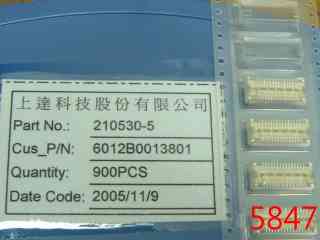 上達科技股份有限公司
Part No.: 210530-5
Cus_P/N: 6012B0013801
Quantity: 900PCS
Date Code: 2005/11/9
5847